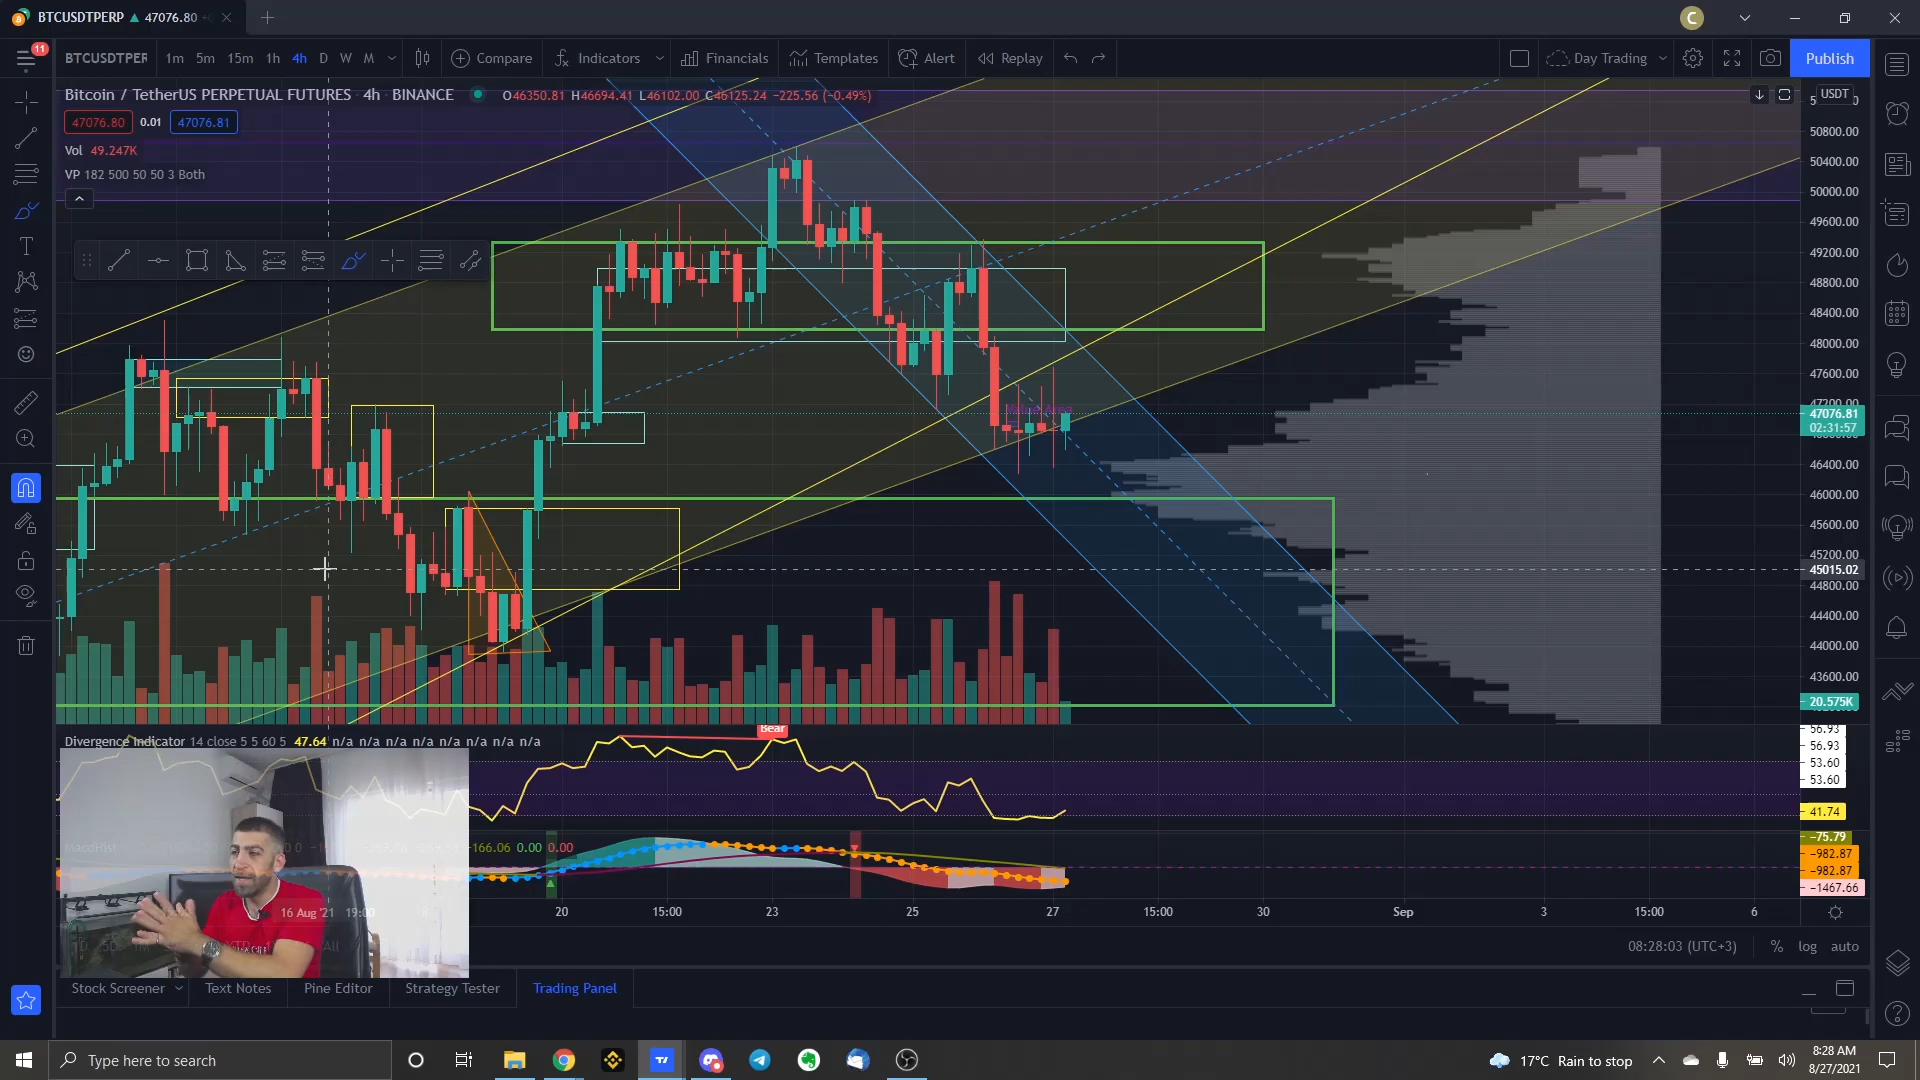 BTCUSDTPERP ▲ 47076.80
C
11
BTCUSDTPER 1m 5m 15m 1h 4h D W M Compare Indicators Financials Templates Alert Replay Day Trading Publish
Bitcoin / TetherUS PERPETUAL FUTURES · 4h · BINANCE O46350.81 H46694.41 L46102.00 C46125.24 −225.56 (−0.49%)
USDT
47076.80 0.01 47076.81
Vol 49.247K
VP 182 500 50 50 3 Both
50800.00
50400.00
50000.00
49600.00
49200.00
48800.00
48400.00
48000.00
47600.00
47200.00
Value Area
47076.81
02:31:57
46400.00
46000.00
45600.00
45200.00
45015.02
44800.00
44400.00
44000.00
43600.00
20.575K
Divergence Indicator 14 close 5 5 60 5 47.64 n/a n/a n/a n/a n/a n/a n/a n/a
Bear
56.93
56.93
53.60
53.60
41.74
−75.79
−982.87
−982.87
−1467.66
−166.06 0.00 0.00
16 Aug '21 19:00 20 15:00 23 25 27 15:00 30 Sep 3 15:00 6
All
08:28:03 (UTC+3) % log auto
Stock Screener Text Notes Pine Editor Strategy Tester Trading Panel
Type here to search
17°C Rain to stop
8:28 AM
8/27/2021